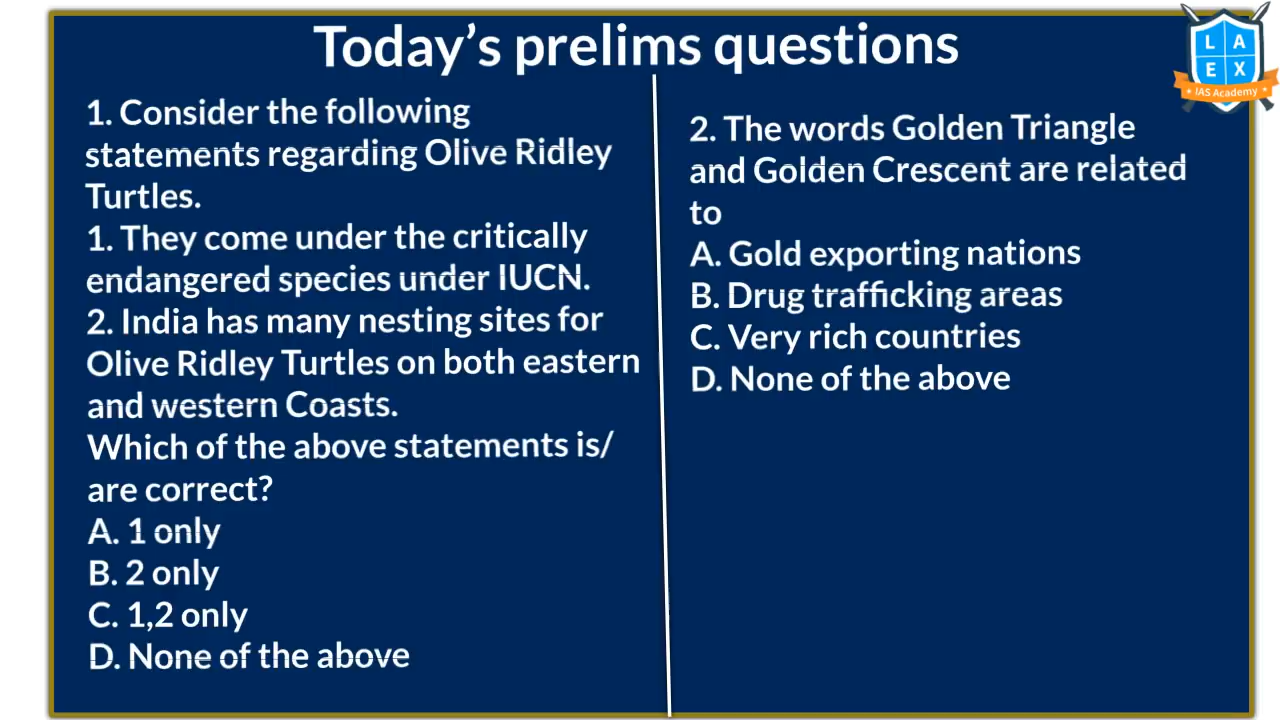 Today’s prelims questions
L A
E X
IAS Academy
1. Consider the following
statements regarding Olive Ridley
Turtles.
1. They come under the critically
endangered species under IUCN.
2. India has many nesting sites for
Olive Ridley Turtles on both eastern
and western Coasts.
Which of the above statements is/
are correct?
A. 1 only
B. 2 only
C. 1,2 only
D. None of the above
2. The words Golden Triangle
and Golden Crescent are related
to
A. Gold exporting nations
B. Drug trafficking areas
C. Very rich countries
D. None of the above